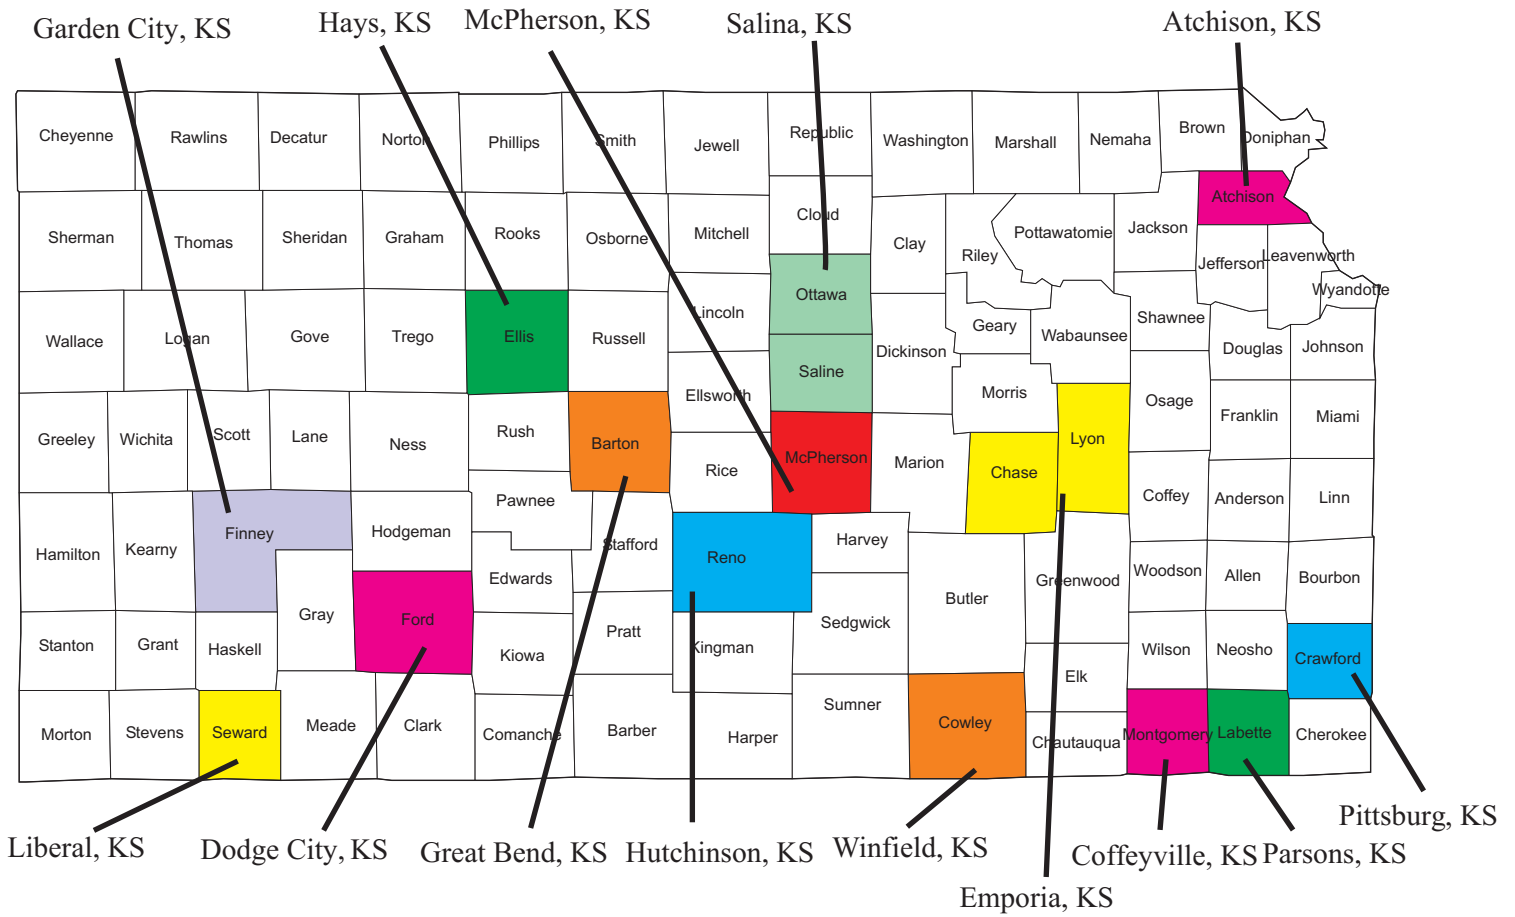 Garden City, KS
Hays, KS
McPherson, KS
Salina, KS
Atchison, KS
Cheyenne
Rawlins
Decatur
Norton
Phillips
Smith
Jewell
Republic
Washington
Marshall
Nemaha
Brown
Doniphan
Atchison
Sherman
Thomas
Sheridan
Graham
Rooks
Osborne
Mitchell
Cloud
Clay
Riley
Pottawatomie
Jackson
Jefferson
Leavenworth
Wyandotte
Ottawa
Wallace
Logan
Gove
Trego
Ellis
Russell
Lincoln
Saline
Dickinson
Geary
Wabaunsee
Shawnee
Douglas
Johnson
Ellsworth
Morris
Osage
Franklin
Miami
Greeley
Wichita
Scott
Lane
Ness
Rush
Barton
Rice
McPherson
Marion
Chase
Lyon
Coffey
Anderson
Linn
Pawnee
Hamilton
Kearny
Finney
Hodgeman
Stafford
Reno
Harvey
Edwards
Greenwood
Woodson
Allen
Bourbon
Gray
Ford
Butler
Sedgwick
Stanton
Grant
Haskell
Kiowa
Pratt
Kingman
Elk
Wilson
Neosho
Crawford
Morton
Stevens
Seward
Meade
Clark
Comanche
Barber
Harper
Sumner
Cowley
Chautauqua
Montgomery
Labette
Cherokee
Pittsburg, KS
Liberal, KS
Dodge City, KS
Great Bend, KS
Hutchinson, KS
Winfield, KS
Coffeyville, KS
Parsons, KS
Emporia, KS